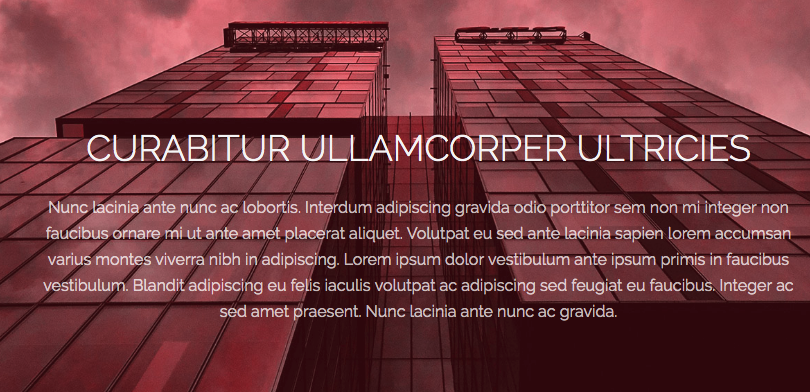 CURABITUR ULLAMCORPER ULTRICIES
Nunc lacinia ante nunc ac lobortis. Interdum adipiscing gravida odio porttitor sem non mi integer non
faucibus ornare mi ut ante amet placerat aliquet. Volutpat eu sed ante lacinia sapien lorem accumsan
varius montes viverra nibh in adipiscing. Lorem ipsum dolor vestibulum ante ipsum primis in faucibus
vestibulum. Blandit adipiscing eu felis iaculis volutpat ac adipiscing sed feugiat eu faucibus. Integer ac
sed amet praesent. Nunc lacinia ante nunc ac gravida.